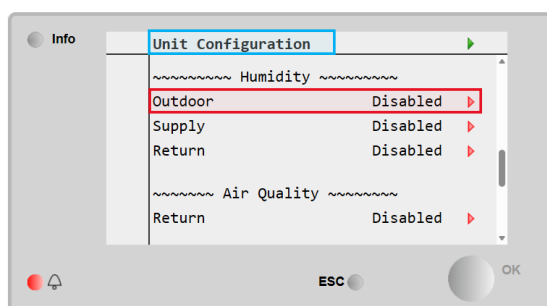 Info
Unit Configuration
~~~~~~~~~ Humidity ~~~~~~~~~
Outdoor Disabled
Supply Disabled
Return Disabled
~~~~~~~ Air Quality ~~~~~~~~
Return Disabled
ESC
OK